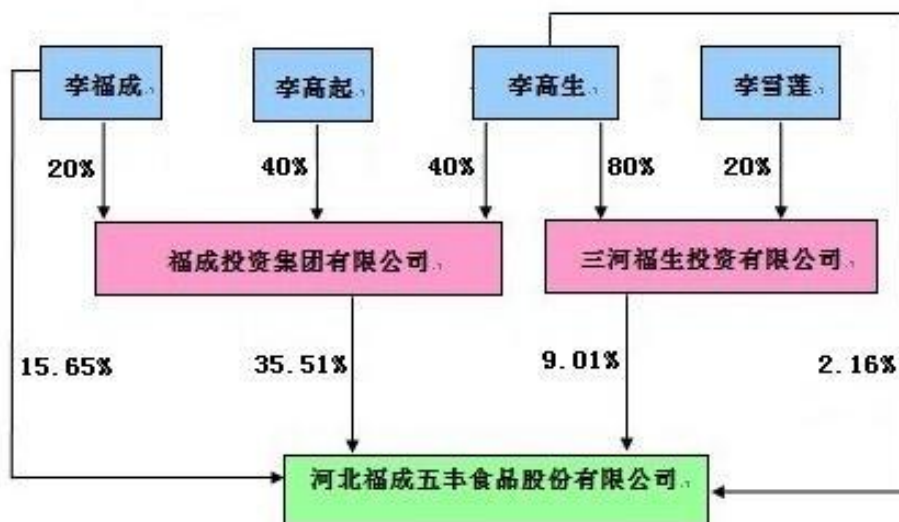 李福成
李高起
李高生
李雪莲
20%
40%
40%
80%
20%
福成投资集团有限公司
三河福生投资有限公司
15.65%
35.51%
9.01%
2.16%
河北福成五丰食品股份有限公司